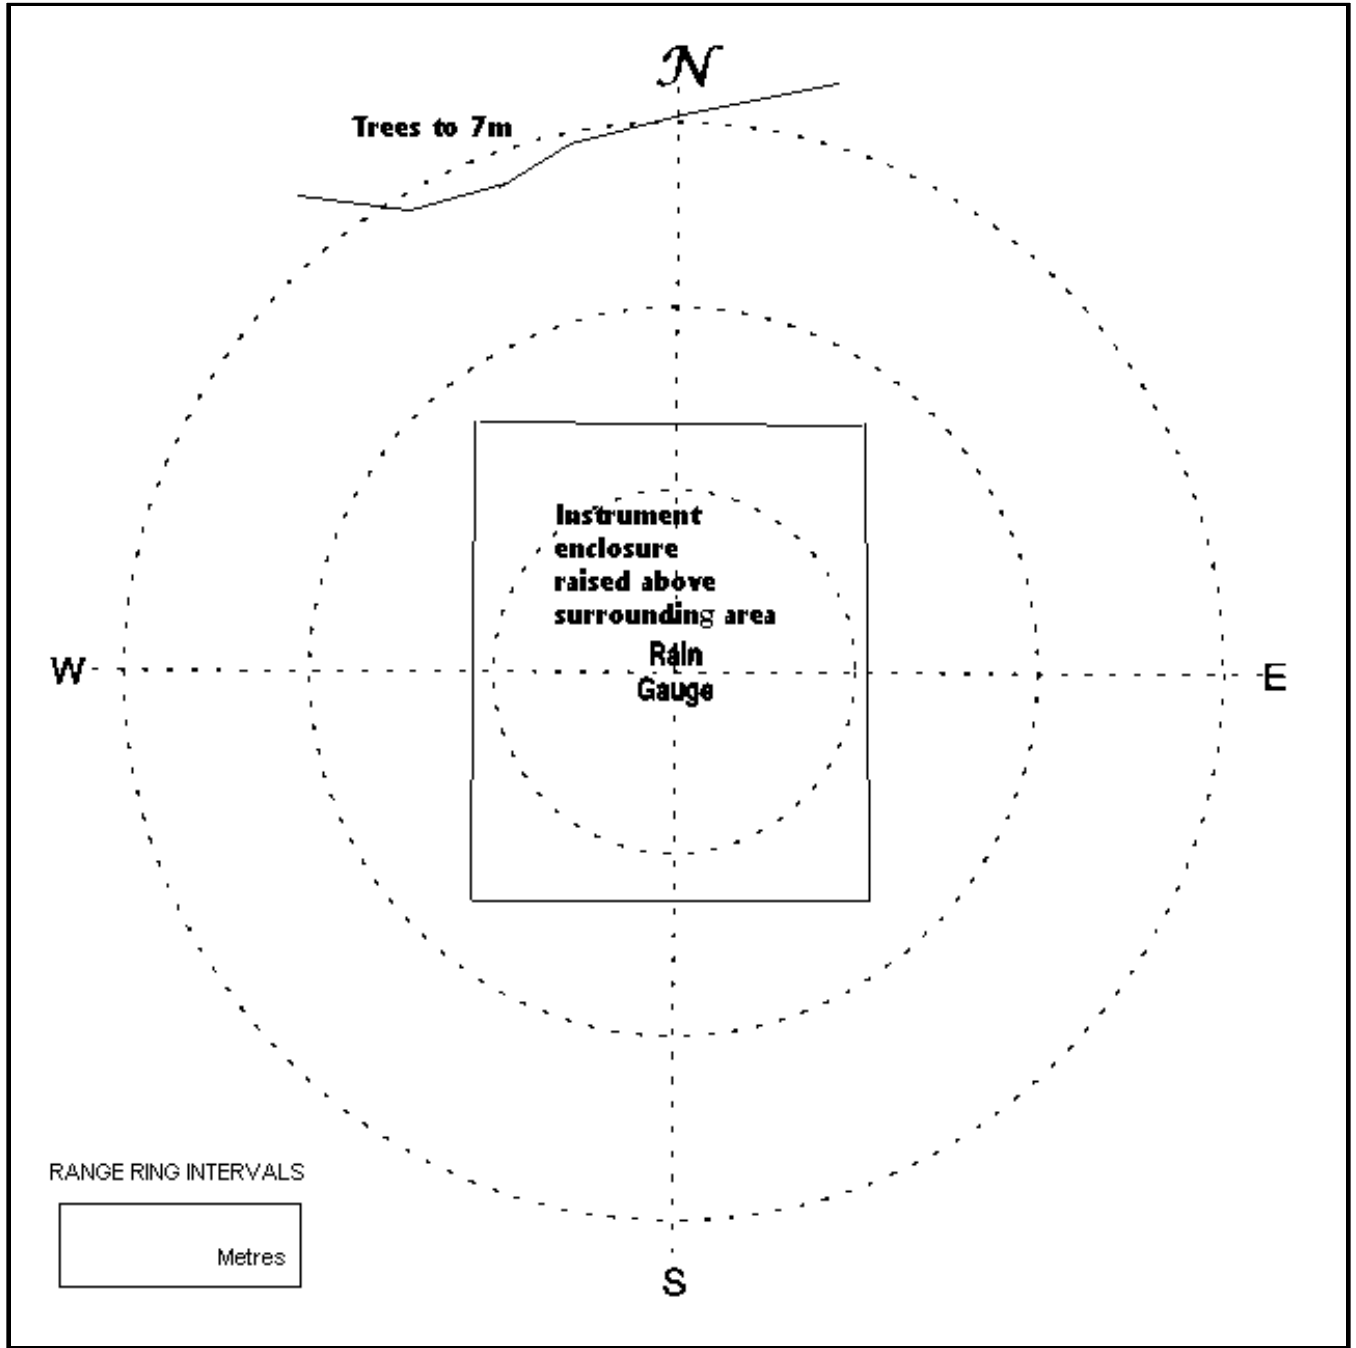 N
Trees to 7m
Instrument
enclosure
raised above
surrounding area
Rain
Gauge
W
E
RANGE RING INTERVALS
Metres
S